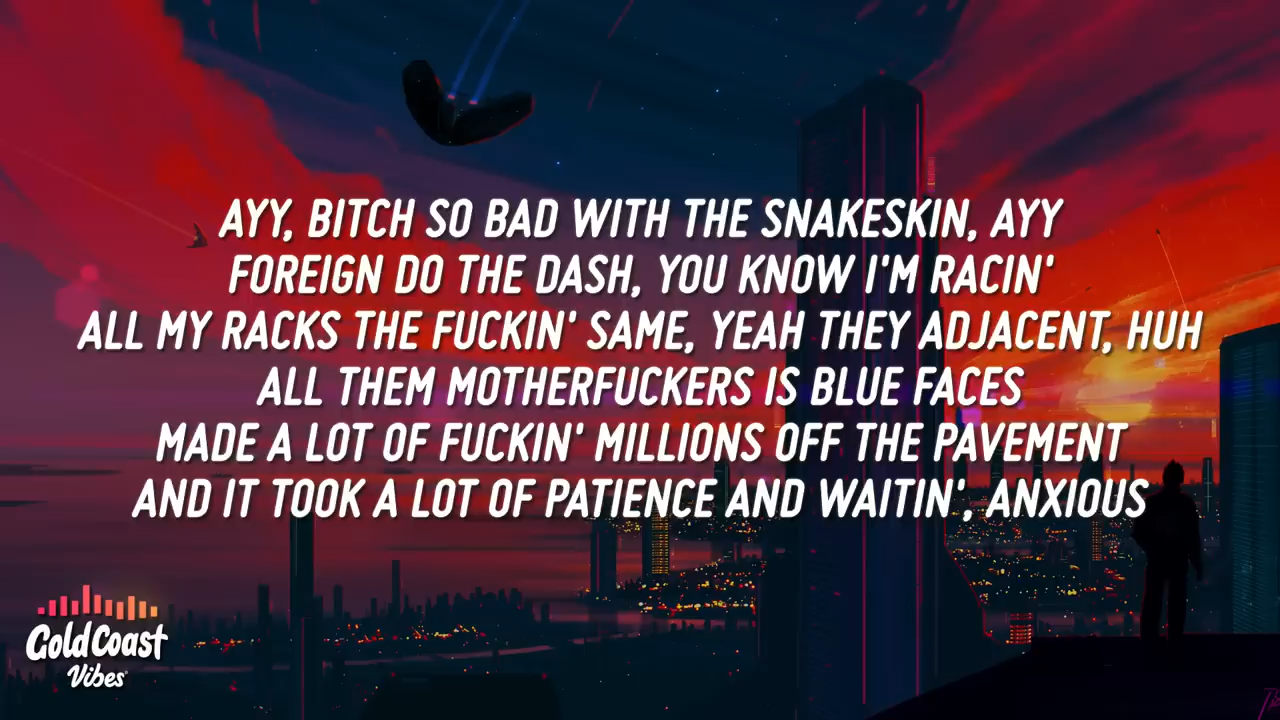 AYY, BITCH SO BAD WITH THE SNAKESKIN, AYY
FOREIGN DO THE DASH, YOU KNOW I'M RACIN'
ALL MY RACKS THE FUCKIN' SAME, YEAH THEY ADJACENT, HUH
ALL THEM MOTHERFUCKERS IS BLUE FACES
MADE A LOT OF FUCKIN' MILLIONS OFF THE PAVEMENT
AND IT TOOK A LOT OF PATIENCE AND WAITIN', ANXIOUS
Gold Coast
Vibes